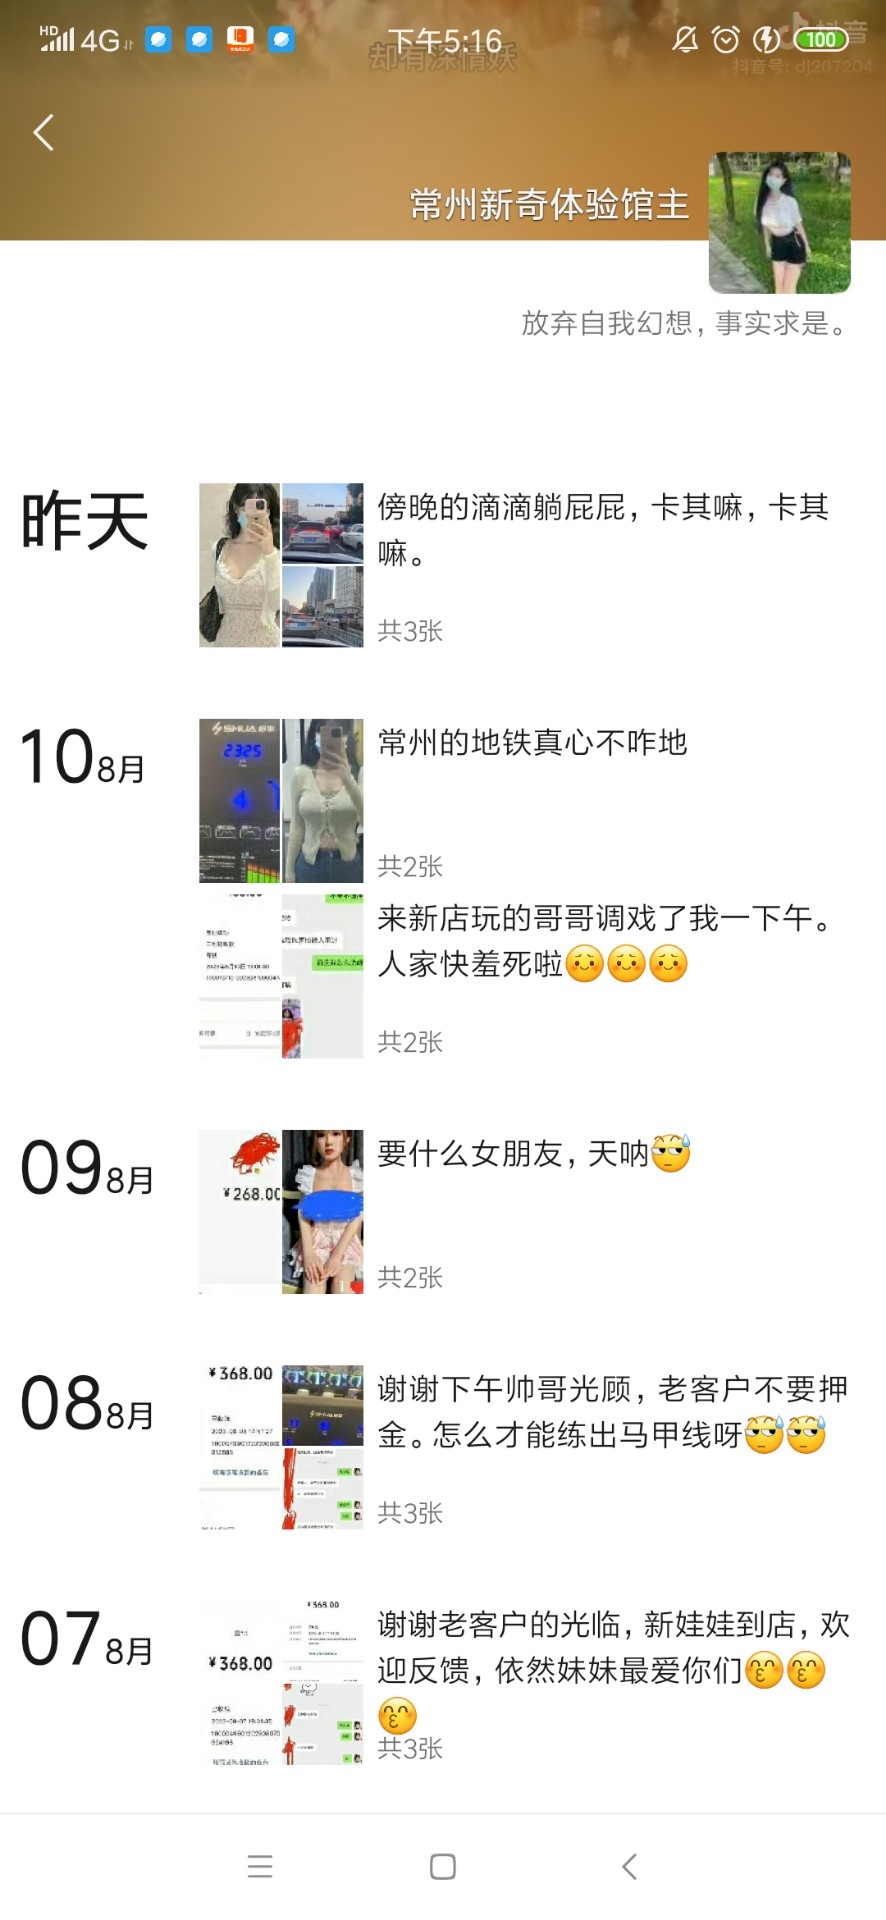 HD 4G 下午5:16 100
却有深情妖
抖音
抖音号: dj207204
常州新奇体验馆主
放弃自我幻想，事实求是。
昨天
傍晚的滴滴躺屁屁，卡其嘛，卡其
嘛。
共3张
10 8月
SHUA
2325
4
常州的地铁真心不咋地
共2张
来新店玩的哥哥调戏了我一下午。
人家快羞死啦
共2张
09 8月
¥268.00
要什么女朋友，天呐
共2张
08 8月
¥368.00
谢谢下午帅哥光顾，老客户不要押
金。怎么才能练出马甲线呀
共3张
07 8月
¥368.00
¥368.00
谢谢老客户的光临，新娃娃到店，欢
迎反馈，依然妹妹最爱你们
共3张